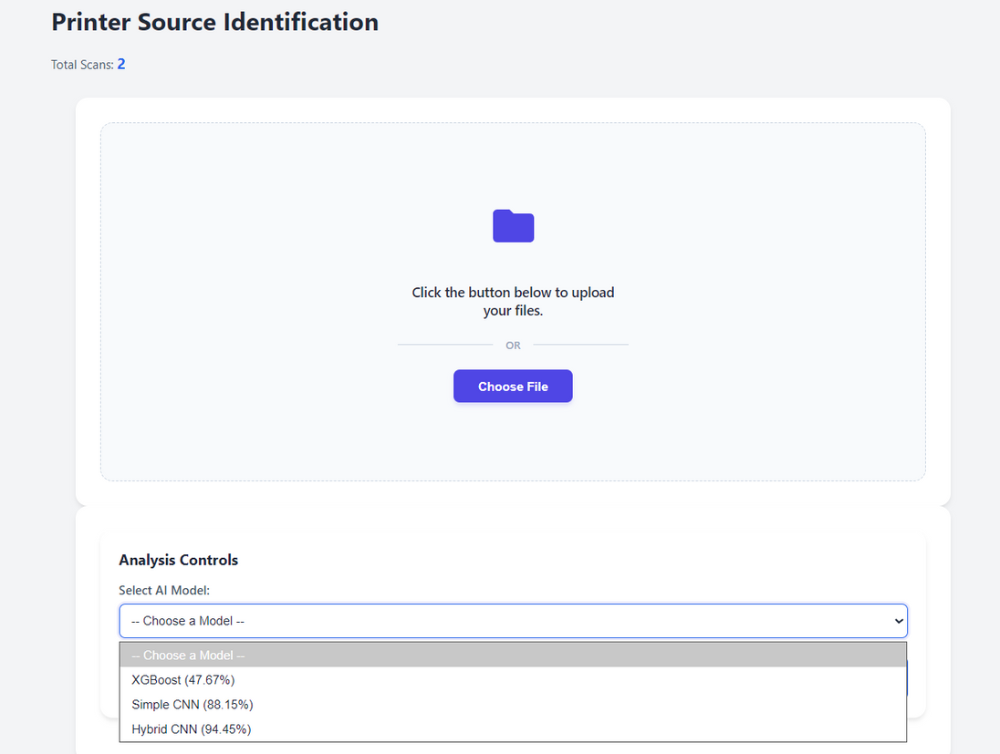 Printer Source Identification
Total Scans: 2
Click the button below to upload
your files.
OR
Choose File
Analysis Controls
Select AI Model:
-- Choose a Model --
-- Choose a Model --
XGBoost (47.67%)
Simple CNN (88.15%)
Hybrid CNN (94.45%)